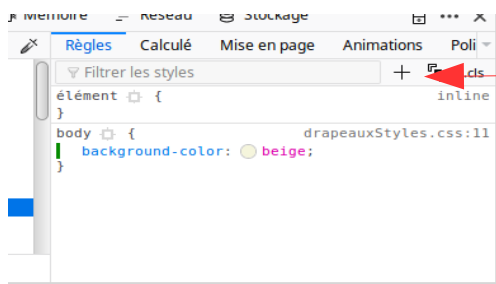 Mémoire Réseau Stockage
Règles Calculé Mise en page Animations Poli
Filtrer les styles + .cls
élément { inline
}
body { drapeauxStyles.css:11
background-color: beige;
}